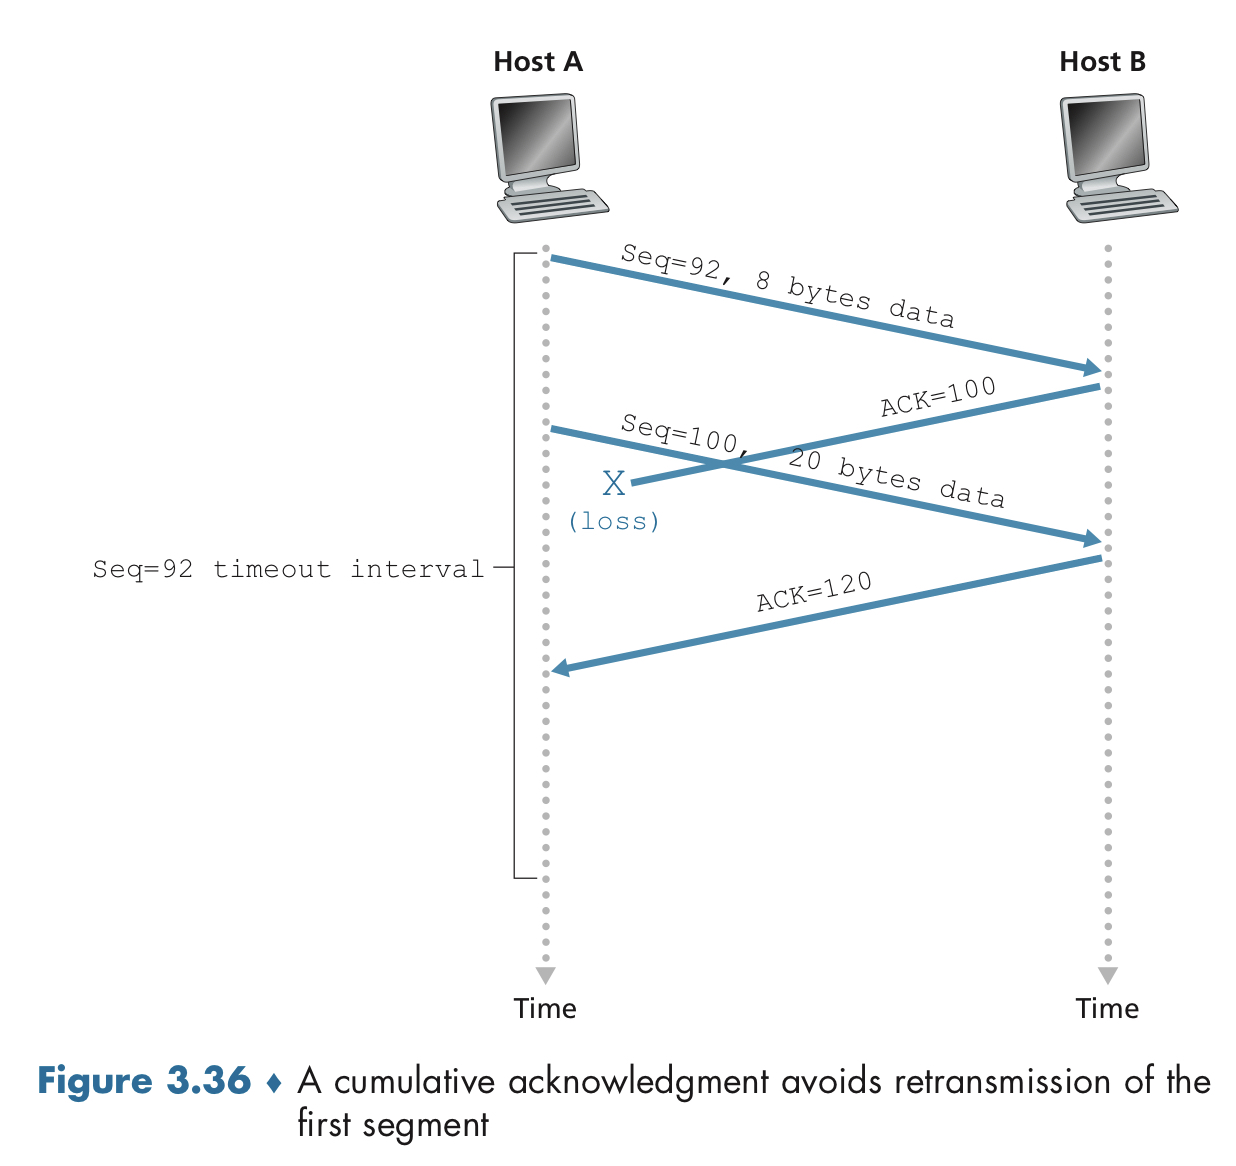 Host A
Host B
Seq=92, 8 bytes data
ACK=100
Seq=100, 20 bytes data
X
(loss)
Seq=92 timeout interval
ACK=120
Time
Time
Figure 3.36 ♦ A cumulative acknowledgment avoids retransmission of the
first segment